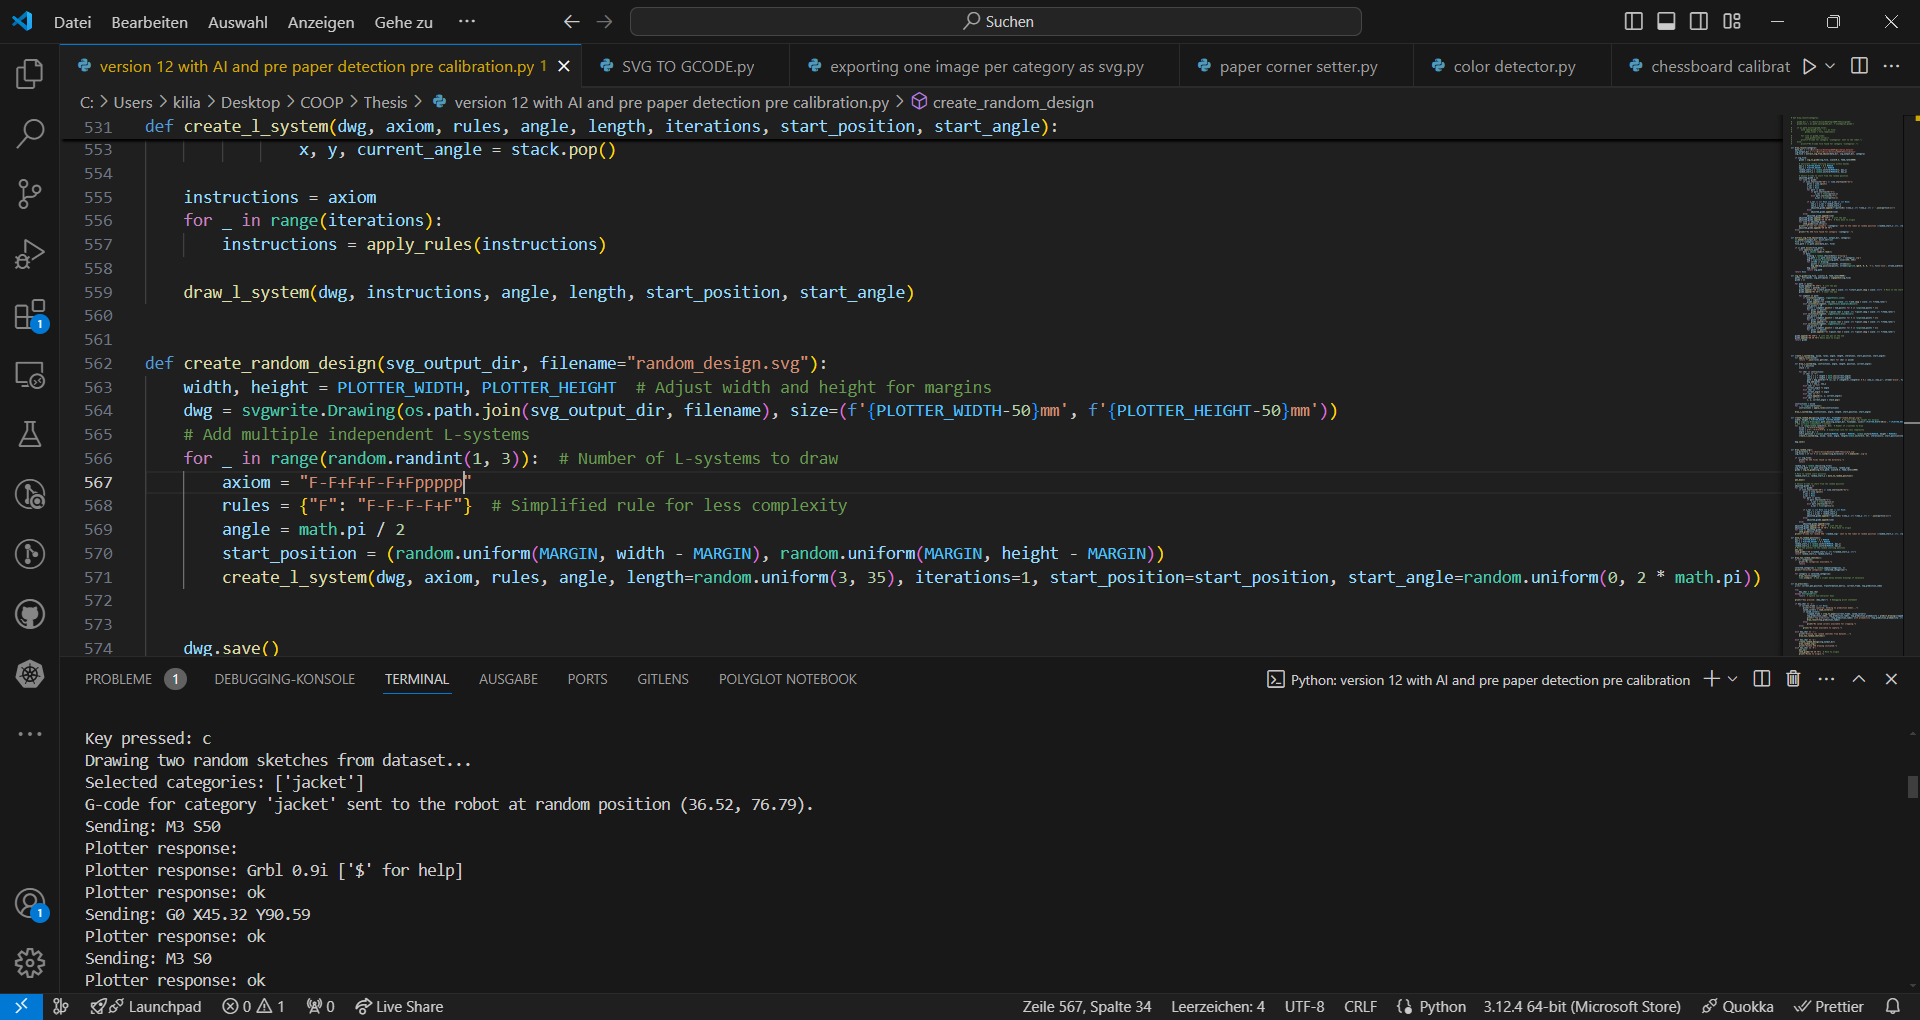 Datei Bearbeiten Auswahl Anzeigen Gehe zu ··· Suchen
version 12 with AI and pre paper detection pre calibration.py 1 SVG TO GCODE.py exporting one image per category as svg.py paper corner setter.py color detector.py chessboard calibrat
C: > Users > kilia > Desktop > COOP > Thesis > version 12 with AI and pre paper detection pre calibration.py > create_random_design
531 def create_l_system(dwg, axiom, rules, angle, length, iterations, start_position, start_angle):
553 x, y, current_angle = stack.pop()
554
555 instructions = axiom
556 for _ in range(iterations):
557 instructions = apply_rules(instructions)
558
559 draw_l_system(dwg, instructions, angle, length, start_position, start_angle)
560
561
562 def create_random_design(svg_output_dir, filename="random_design.svg"):
563 width, height = PLOTTER_WIDTH, PLOTTER_HEIGHT # Adjust width and height for margins
564 dwg = svgwrite.Drawing(os.path.join(svg_output_dir, filename), size=(f'{PLOTTER_WIDTH-50}mm', f'{PLOTTER_HEIGHT-50}mm'))
565 # Add multiple independent L-systems
566 for _ in range(random.randint(1, 3)): # Number of L-systems to draw
567 axiom = "F-F+F+F-F+Fppppp"
568 rules = {"F": "F-F-F-F+F"} # Simplified rule for less complexity
569 angle = math.pi / 2
570 start_position = (random.uniform(MARGIN, width - MARGIN), random.uniform(MARGIN, height - MARGIN))
571 create_l_system(dwg, axiom, rules, angle, length=random.uniform(3, 35), iterations=1, start_position=start_position, start_angle=random.uniform(0, 2 * math.pi))
572
573
574 dwg.save()
PROBLEME 1 DEBUGGING-KONSOLE TERMINAL AUSGABE PORTS GITLENS POLYGLOT NOTEBOOK Python: version 12 with AI and pre paper detection pre calibration
Key pressed: c
Drawing two random sketches from dataset...
Selected categories: ['jacket']
G-code for category 'jacket' sent to the robot at random position (36.52, 76.79).
Sending: M3 S50
Plotter response:
Plotter response: Grbl 0.9i ['$' for help]
Plotter response: ok
Sending: G0 X45.32 Y90.59
Plotter response: ok
Sending: M3 S0
Plotter response: ok
Launchpad 0 1 0 Live Share Zeile 567, Spalte 34 Leerzeichen: 4 UTF-8 CRLF Python 3.12.4 64-bit (Microsoft Store) Quokka Prettier